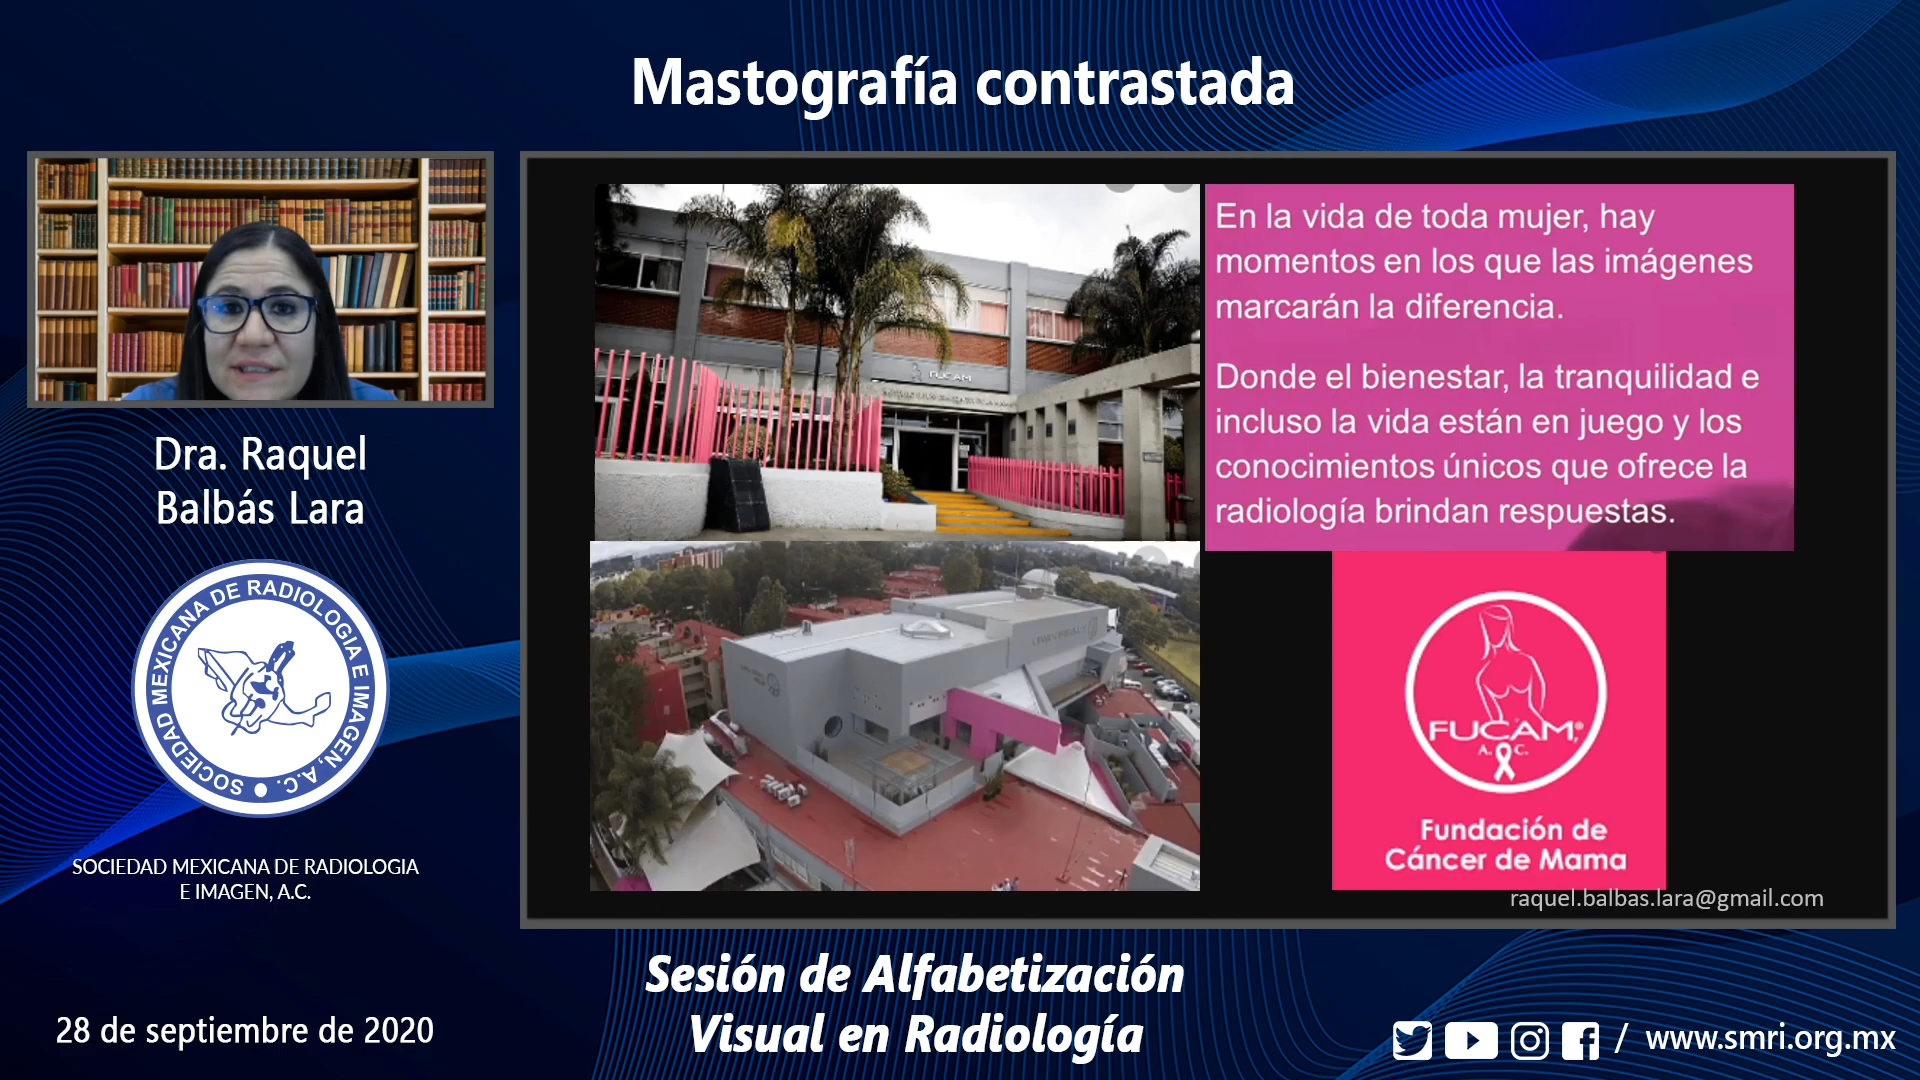 Mastografía contrastada
Dra. Raquel
Balbás Lara
SOCIEDAD MEXICANA DE RADIOLOGIA E IMAGEN, A.C.
SOCIEDAD MEXICANA DE RADIOLOGIA
E IMAGEN, A.C.
28 de septiembre de 2020
FUCAM
En la vida de toda mujer, hay
momentos en los que las imágenes
marcarán la diferencia.
Donde el bienestar, la tranquilidad e
incluso la vida están en juego y los
conocimientos únicos que ofrece la
radiología brindan respuestas.
FUCAM®
A. C.
Fundación de
Cáncer de Mama
raquel.balbas.lara@gmail.com
Sesión de Alfabetización
Visual en Radiología
/ www.smri.org.mx